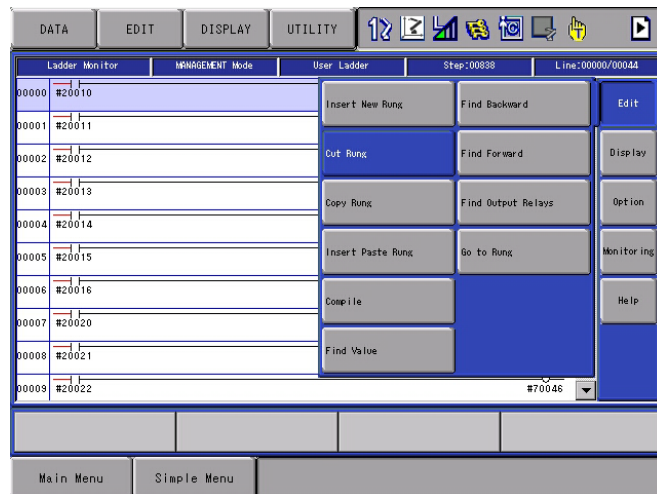 DATA EDIT DISPLAY UTILITY
Ladder Monitor MANAGEMENT Mode User Ladder Step:00838 Line:0000/00044
00000 #20010
00001 #20011
00002 #20012
00003 #20013
00004 #20014
00005 #20015
00006 #20016
00007 #20020
00008 #20021
00009 #20022 #70046
Insert New Rung Find Backward
Cut Rung Find Forward
Copy Rung Find Output Relays
Insert Paste Rung Go to Rung
Compile
Find Value
Edit
Display
Option
Monitoring
Help
Main Menu Simple Menu